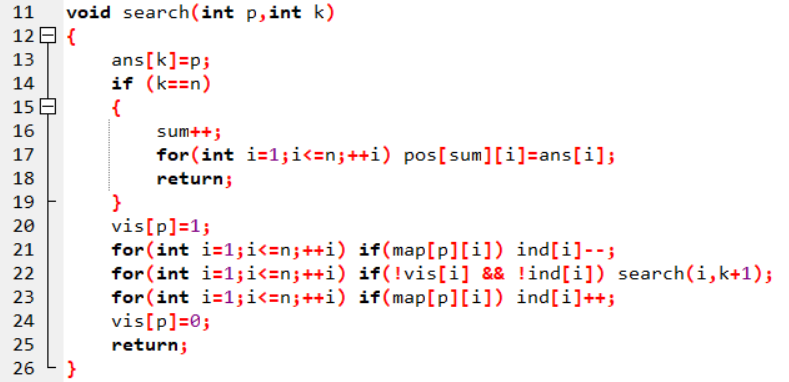 11 void search(int p,int k)
12 {
13 ans[k]=p;
14 if (k==n)
15 {
16 sum++;
17 for(int i=1;i<=n;++i) pos[sum][i]=ans[i];
18 return;
19 }
20 vis[p]=1;
21 for(int i=1;i<=n;++i) if(map[p][i]) ind[i]--;
22 for(int i=1;i<=n;++i) if(!vis[i] && !ind[i]) search(i,k+1);
23 for(int i=1;i<=n;++i) if(map[p][i]) ind[i]++;
24 vis[p]=0;
25 return;
26 }